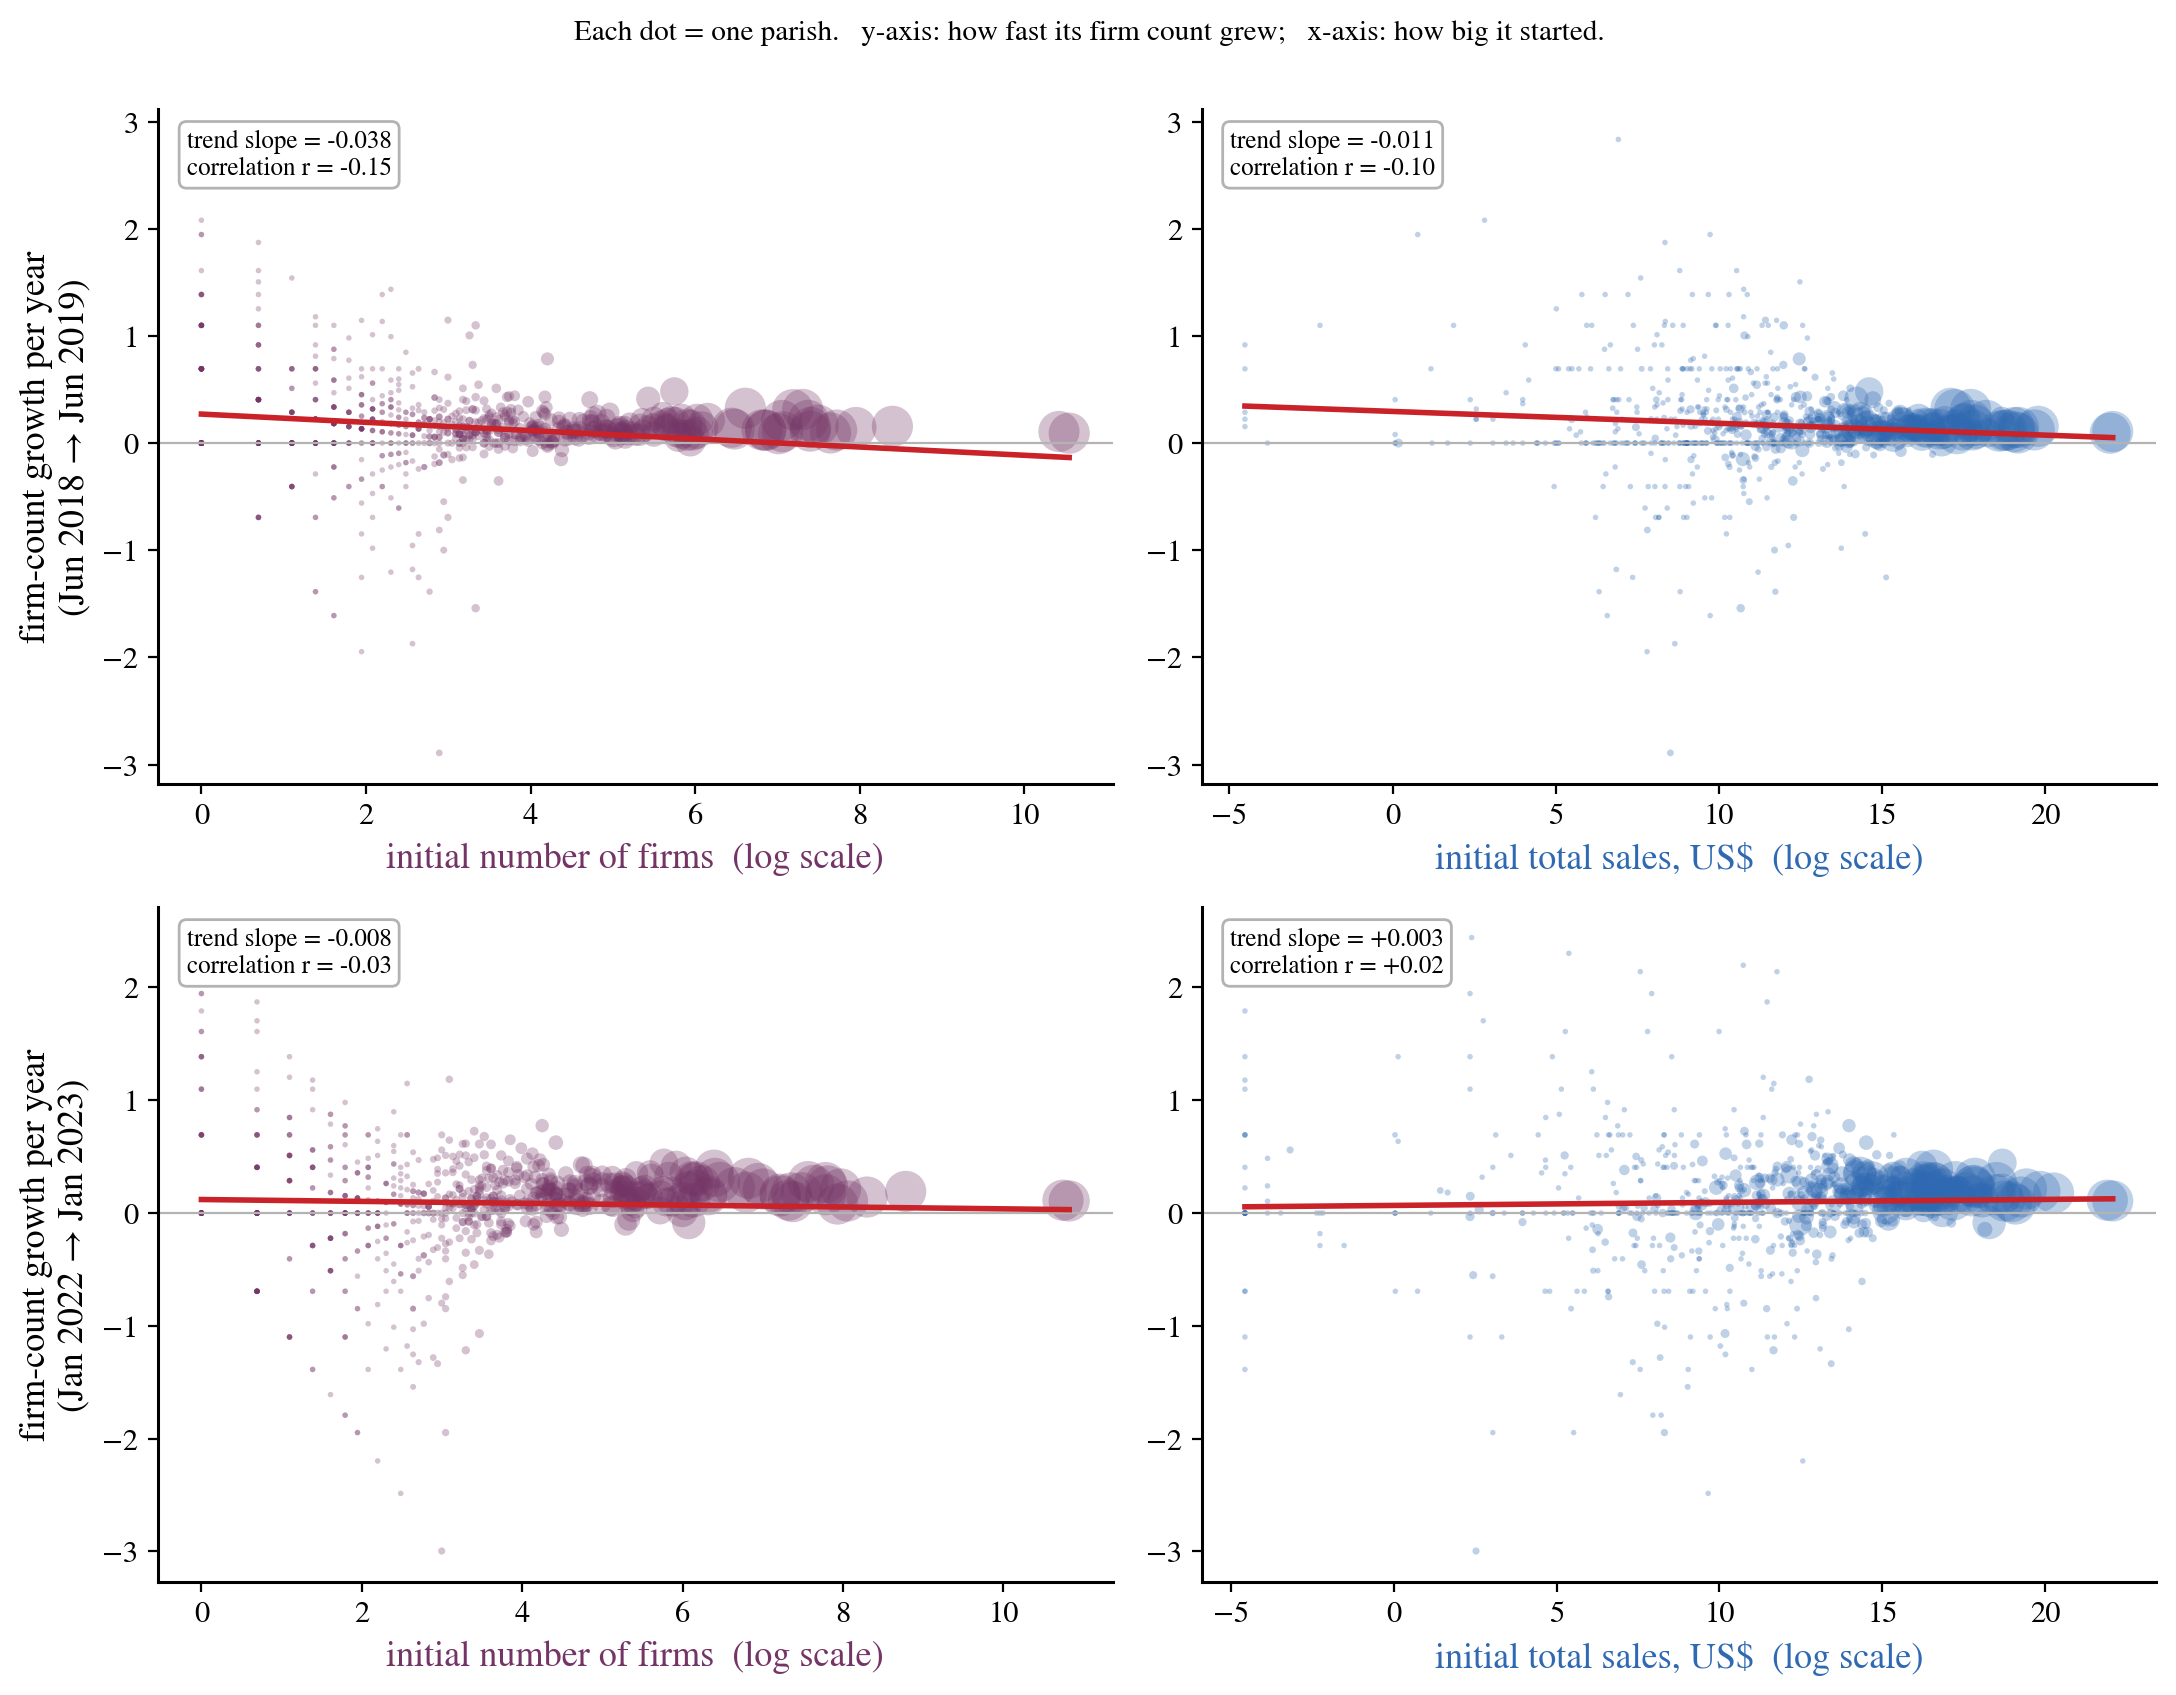 Each dot = one parish.   y-axis: how fast its firm count grew;   x-axis: how big it started.
trend slope = -0.038
correlation r = -0.15
firm-count growth per year
(Jun 2018 → Jun 2019)
3
2
1
0
−1
−2
−3
0 2 4 6 8 10
initial number of firms  (log scale)
trend slope = -0.011
correlation r = -0.10
3
2
1
0
−1
−2
−3
−5 0 5 10 15 20
initial total sales, US$  (log scale)
trend slope = -0.008
correlation r = -0.03
firm-count growth per year
(Jan 2022 → Jan 2023)
2
1
0
−1
−2
−3
0 2 4 6 8 10
initial number of firms  (log scale)
trend slope = +0.003
correlation r = +0.02
2
1
0
−1
−2
−3
−5 0 5 10 15 20
initial total sales, US$  (log scale)